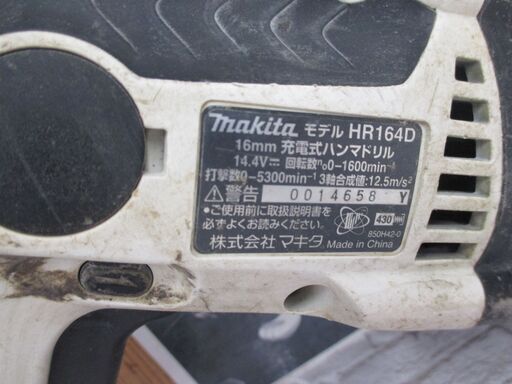 makita モデル HR164D
16mm 充電式ハンマドリル
14.4V⎓ 回転数n₀0-1600min⁻¹
打撃数0-5300min⁻¹ 3軸合成値:12.5m/s²
⚠警告 0014658 Y
●ご使用前に取扱説明書を
必ずよくお読みください。
430
850H42-0
株式会社マキタ Made in China